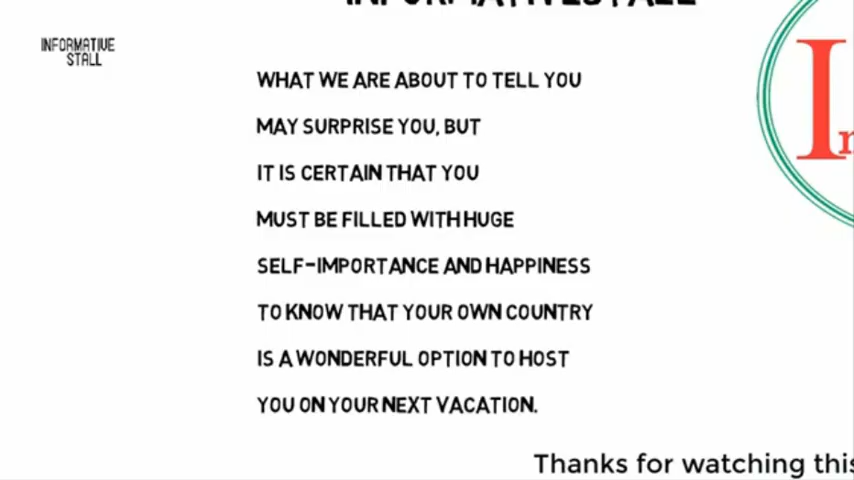 INFORMATIVE STALL
INFORMATIVE
STALL
WHAT WE ARE ABOUT TO TELL YOU
MAY SURPRISE YOU, BUT
IT IS CERTAIN THAT YOU
MUST BE FILLED WITH HUGE
SELF-IMPORTANCE AND HAPPINESS
TO KNOW THAT YOUR OWN COUNTRY
IS A WONDERFUL OPTION TO HOST
YOU ON YOUR NEXT VACATION.
Thanks for watching this